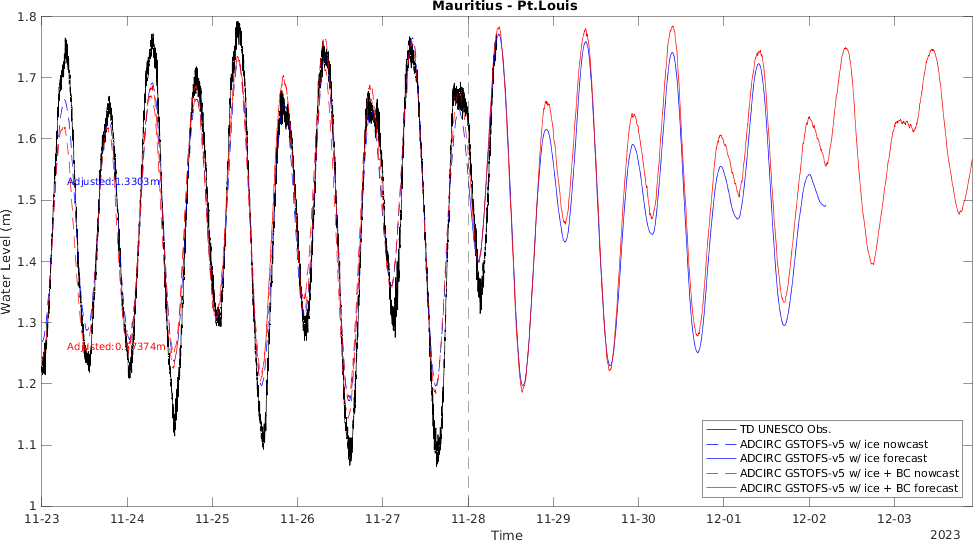 Mauritius - Pt.Louis
1.8
1.7
1.6
1.5
1.4
1.3
1.2
1.1
1
Water Level (m)
Adjusted:1.3303m
TD UNESCO Obs.
ADCIRC GSTOFS-v5 w/ ice nowcast
ADCIRC GSTOFS-v5 w/ ice forecast
ADCIRC GSTOFS-v5 w/ ice + BC nowcast
ADCIRC GSTOFS-v5 w/ ice + BC forecast
11-23
11-24
11-25
11-26
11-27
11-28
11-29
11-30
12-01
12-02
12-03
Time
2023